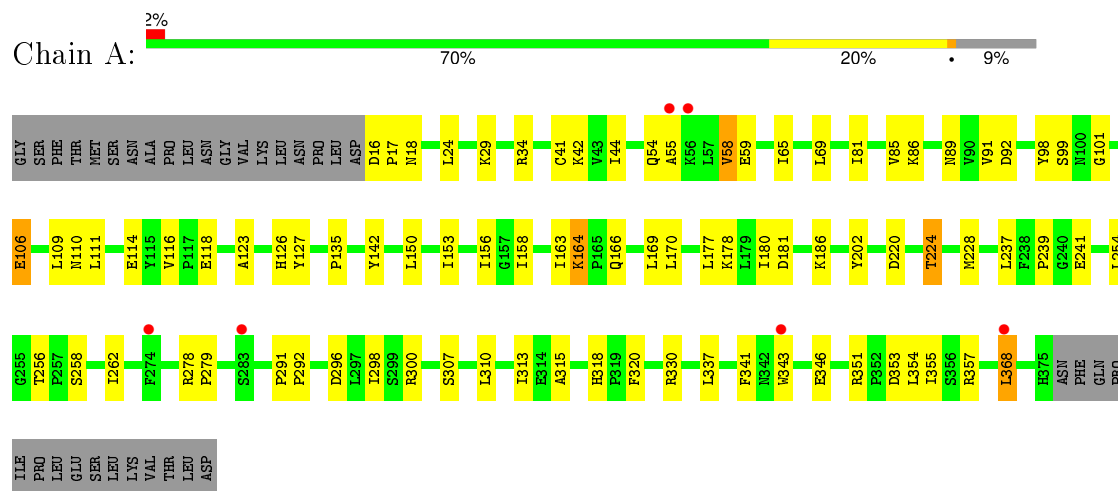 2%
Chain A:
70% 20% • 9%
GLY SER PHE THR MET SER ASN ALA PRO LEU ASN GLY VAL LYS LEU ASN PRO LEU ASP D16 P17 N18 L24 K29 R34 C41 K42 V43 I44 Q54 A55 K56 L57 V58 E59 I65 L69 I81 V85 K86 N89 V90 V91 D92 Y98 S99 N100 G101
E106 L109 N110 L111 E114 Y115 V116 P117 E118 A123 H126 Y127 P135 Y142 L150 I153 I156 G157 I158 I163 K164 P165 Q166 L169 L170 L177 K178 L179 I180 D181 K186 Y202 D220 T224 M228 L237 F238 P239 G240 E241 L254
G255 T256 P257 S258 I262 F274 R278 P279 S283 P291 P292 D296 L297 I298 S299 R300 S307 L310 I313 E314 A315 H318 P319 F320 R330 L337 F341 N342 W343 E346 R351 P352 D353 L354 I355 S356 R357 L368 H375 ASN PHE GLN PRO
ILE PRO LEU GLU SER LEU LYS VAL THR LEU ASP